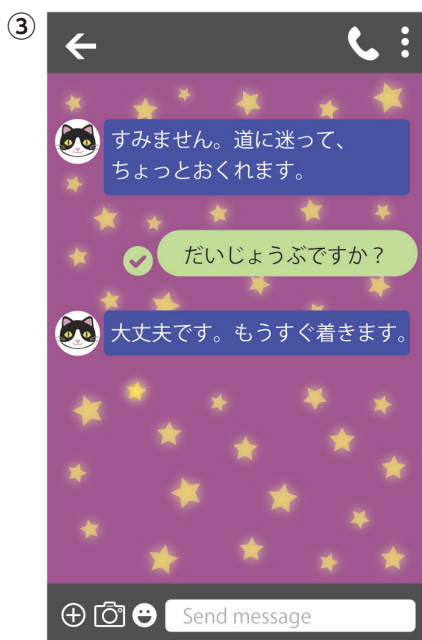 ③
すみません。道に迷って、
ちょっとおくれます。
だいじょうぶですか？
大丈夫です。もうすぐ着きます。
Send message